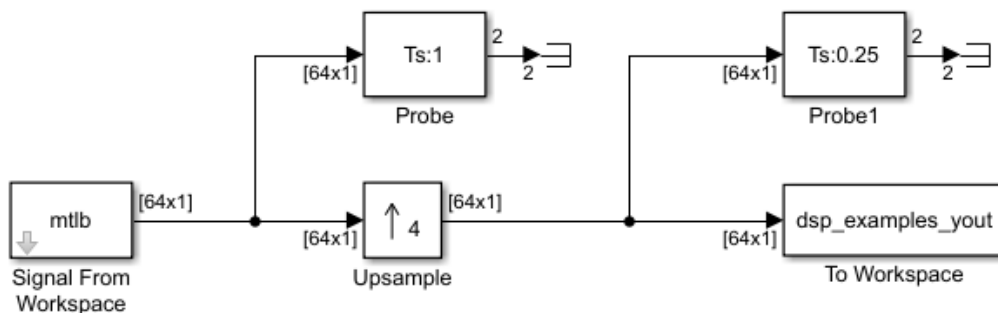 Ts:1
2
2
[64x1]
Probe
Ts:0.25
2
2
[64x1]
Probe1
mtlb
[64x1]
Signal From
Workspace
[64x1]
4
[64x1]
Upsample
[64x1]
dsp_examples_yout
To Workspace